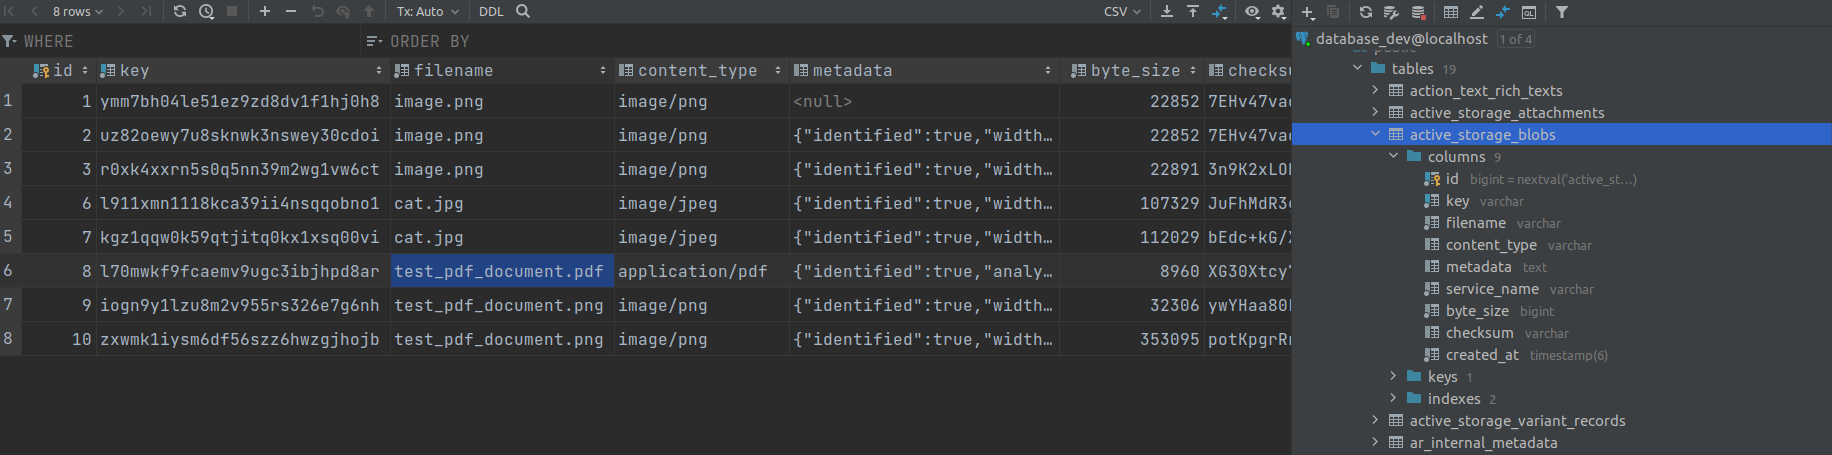 8 rows Tx: Auto DDL CSV
WHERE ORDER BY
id key filename content_type metadata byte_size checksu
1 1 ymm7bh04le51ez9zd8dv1f1hj0h8 image.png image/png <null> 22852 7EHv47vad
2 2 uz82oewy7u8sknwk3nswey30cdoi image.png image/png {"identified":true,"width… 22852 7EHv47vad
3 3 r0xk4xxrn5s0q5nn39m2wg1vw6ct image.png image/png {"identified":true,"width… 22891 3n9K2xLO
4 6 l911xmn1118kca39ii4nsqqobno1 cat.jpg image/jpeg {"identified":true,"width… 107329 JuFhMdR3
5 7 kgz1qqw0k59qtjitq0kx1xsq00vi cat.jpg image/jpeg {"identified":true,"width… 112029 bEdc+kG/
6 8 l70mwkf9fcaemv9ugc3ibjhpd8ar test_pdf_document.pdf application/pdf {"identified":true,"analy… 8960 XG30Xtcy
7 9 iogn9y1lzu8m2v955rs326e7g6nh test_pdf_document.png image/png {"identified":true,"width… 32306 ywYHaa80
8 10 zxwmk1iysm6df56szz6hwzgjhojb test_pdf_document.png image/png {"identified":true,"width… 353095 potKpgrR
database_dev@localhost 1 of 4
public
tables 19
action_text_rich_texts
active_storage_attachments
active_storage_blobs
columns 9
id bigint = nextval('active_st…)
key varchar
filename varchar
content_type varchar
metadata text
service_name varchar
byte_size bigint
checksum varchar
created_at timestamp(6)
keys 1
indexes 2
active_storage_variant_records
ar_internal_metadata